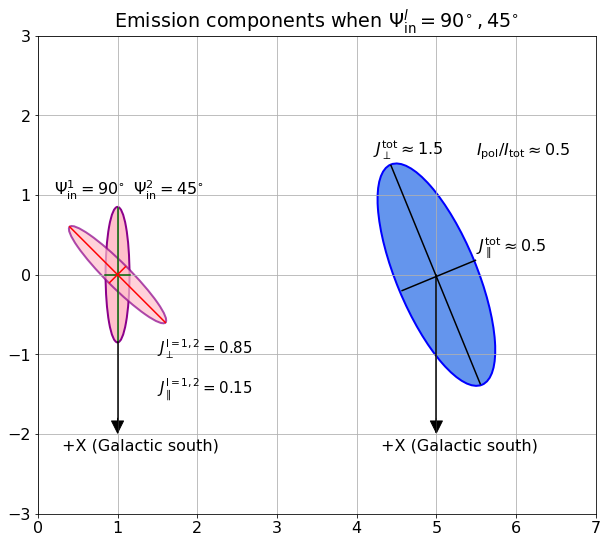 Emission components when Ψ^I_in = 90°, 45°
3
2
1
0
−1
−2
−3
J^tot_⊥ ≈ 1.5
I_pol/I_tot ≈ 0.5
Ψ^1_in = 90° Ψ^2_in = 45°
J^tot_∥ ≈ 0.5
J^{l=1,2}_⊥ = 0.85
J^{l=1,2}_∥ = 0.15
+X (Galactic south)
+X (Galactic south)
0 1 2 3 4 5 6 7